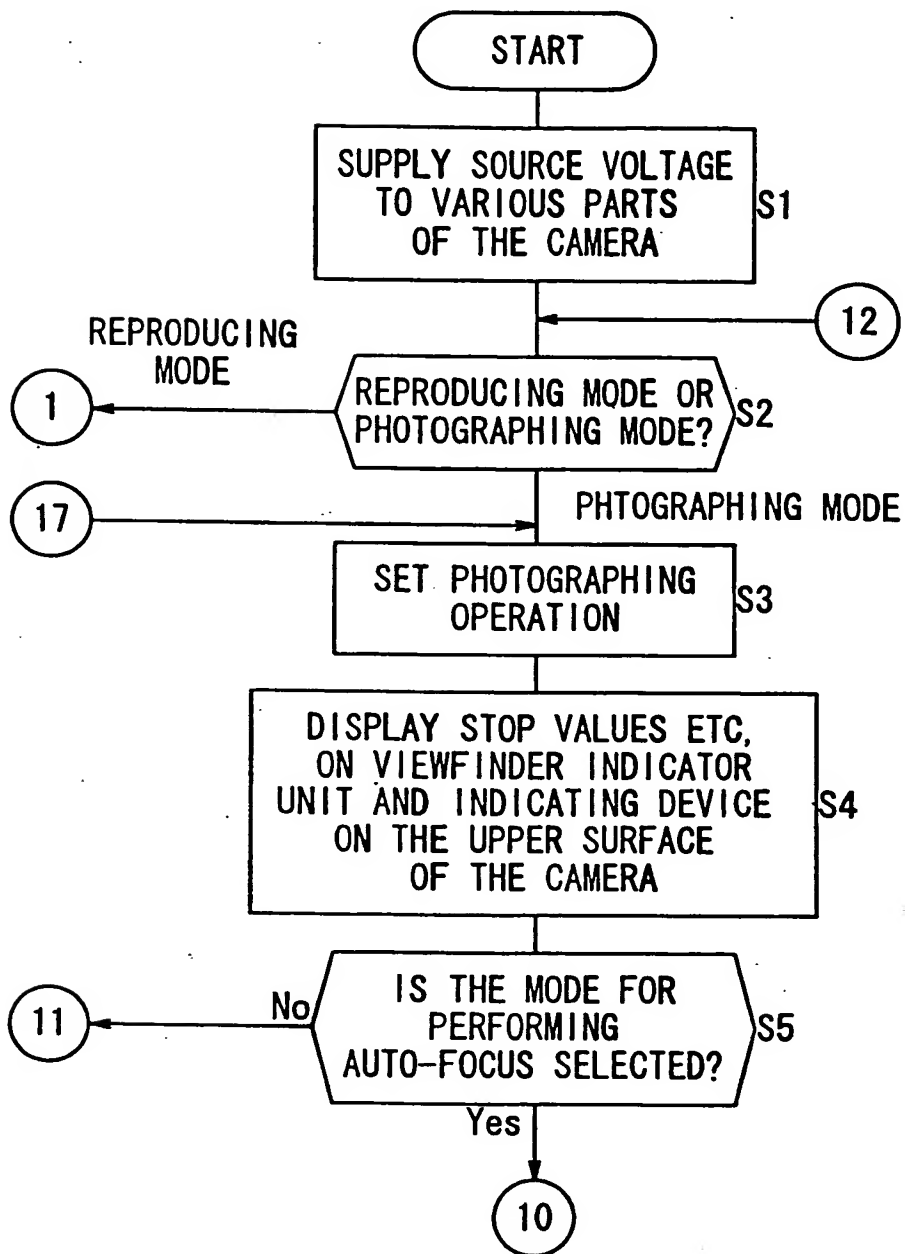 START
SUPPLY SOURCE VOLTAGE
TO VARIOUS PARTS
OF THE CAMERA
S1
12
REPRODUCING
MODE
1
REPRODUCING MODE OR
PHOTOGRAPHING MODE?
S2
17
PHTOGRAPHING MODE
SET PHOTOGRAPHING
OPERATION
S3
DISPLAY STOP VALUES ETC,
ON VIEWFINDER INDICATOR
UNIT AND INDICATING DEVICE
ON THE UPPER SURFACE
OF THE CAMERA
S4
11
No
IS THE MODE FOR
PERFORMING
AUTO-FOCUS SELECTED?
S5
Yes
10